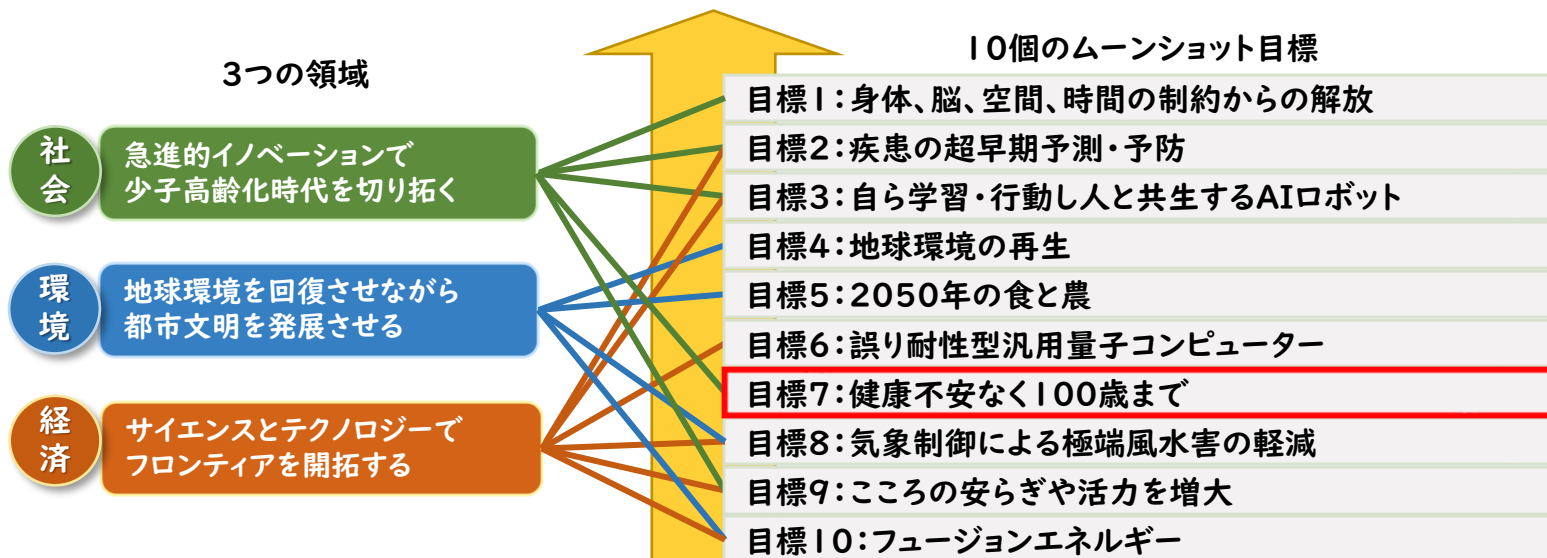 3つの領域
10個のムーンショット目標
社会
急進的イノベーションで
少子高齢化時代を切り拓く
環境
地球環境を回復させながら
都市文明を発展させる
経済
サイエンスとテクノロジーで
フロンティアを開拓する
目標1:身体、脳、空間、時間の制約からの解放
目標2:疾患の超早期予測・予防
目標3:自ら学習・行動し人と共生するAIロボット
目標4:地球環境の再生
目標5:2050年の食と農
目標6:誤り耐性型汎用量子コンピューター
目標7:健康不安なく100歳まで
目標8:気象制御による極端風水害の軽減
目標9:こころの安らぎや活力を増大
目標10:フュージョンエネルギー